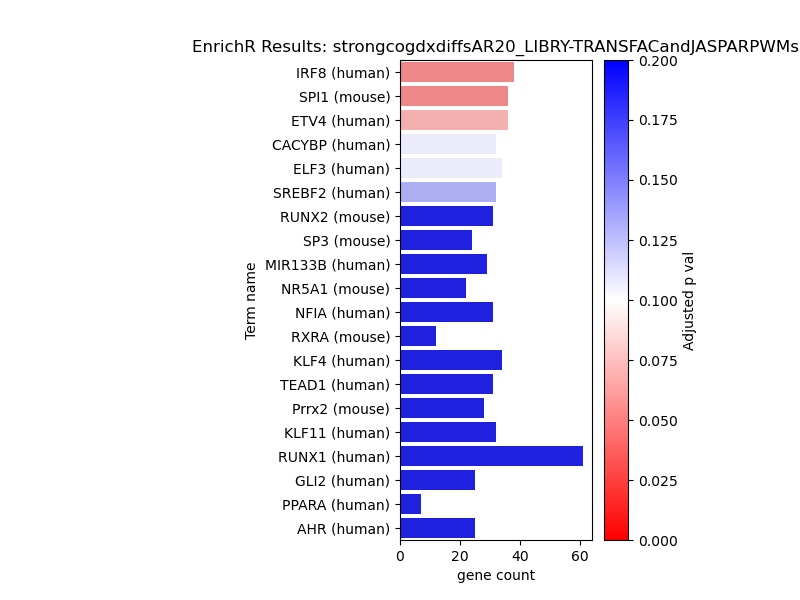 EnrichR Results: strongcogdxdiffsAR20_LIBRY-TRANSFACandJASPARPWMs
IRF8 (human)
SPI1 (mouse)
ETV4 (human)
CACYBP (human)
ELF3 (human)
SREBF2 (human)
RUNX2 (mouse)
SP3 (mouse)
MIR133B (human)
NR5A1 (mouse)
NFIA (human)
RXRA (mouse)
KLF4 (human)
TEAD1 (human)
Prrx2 (mouse)
KLF11 (human)
RUNX1 (human)
GLI2 (human)
PPARA (human)
AHR (human)
Term name
0 20 40 60
gene count
0.200
0.175
0.150
0.125
0.100
0.075
0.050
0.025
0.000
Adjusted p val